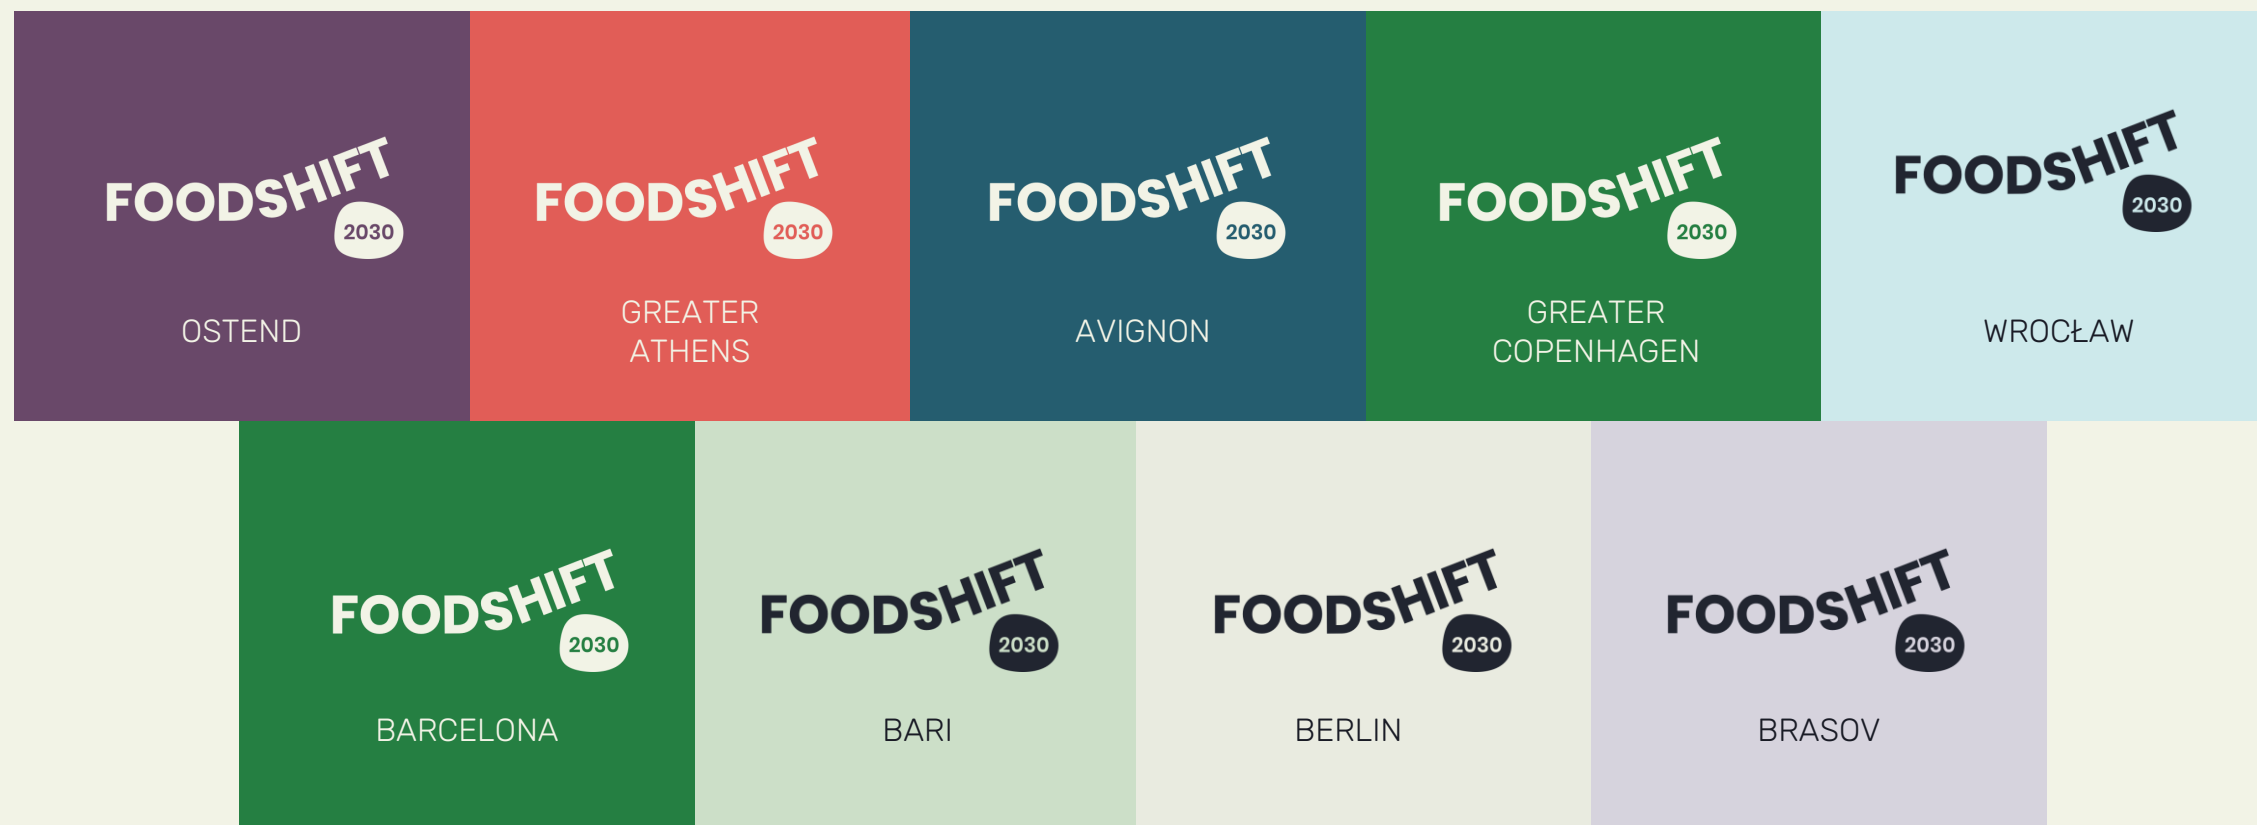 FOODSHIFT
2030
OSTEND
FOODSHIFT
2030
GREATER
ATHENS
FOODSHIFT
2030
AVIGNON
FOODSHIFT
2030
GREATER
COPENHAGEN
FOODSHIFT
2030
WROCŁAW
FOODSHIFT
2030
BARCELONA
FOODSHIFT
2030
BARI
FOODSHIFT
2030
BERLIN
FOODSHIFT
2030
BRASOV